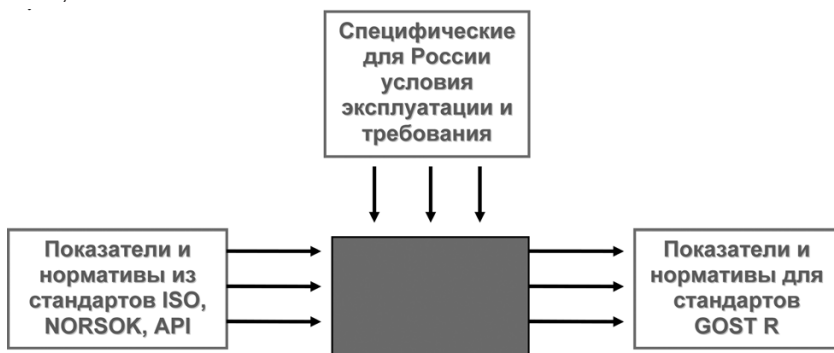 Специфические
для России
условия
эксплуатации и
требования
Показатели и
нормативы из
стандартов ISO,
NORSOK, API
Показатели и
нормативы для
стандартов
GOST R